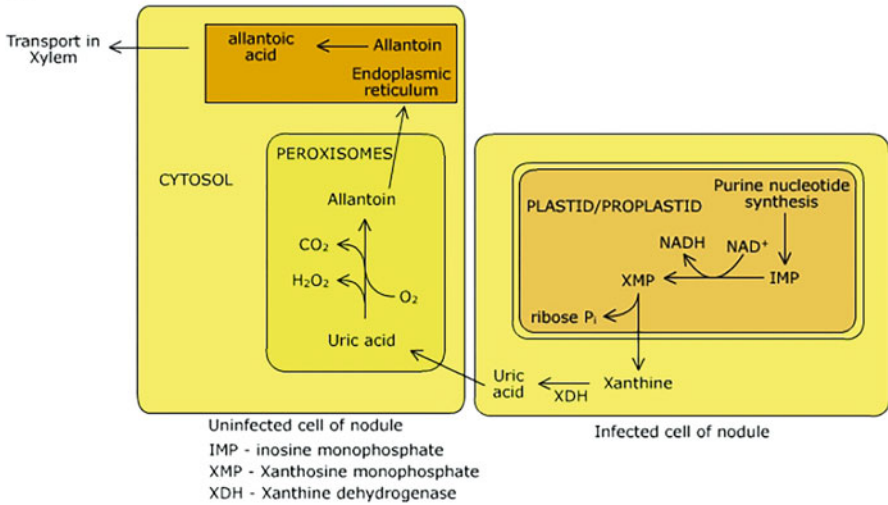 Transport in
Xylem
allantoic
acid
Allantoin
Endoplasmic
reticulum
CYTOSOL
PEROXISOMES
Allantoin
CO₂
H₂O₂
O₂
Uric acid
PLASTID/PROPLASTID
Purine nucleotide
synthesis
NADH
NAD⁺
XMP
IMP
ribose Pᵢ
Uric
acid
XDH
Xanthine
Uninfected cell of nodule
Infected cell of nodule
IMP - inosine monophosphate
XMP - Xanthosine monophosphate
XDH - Xanthine dehydrogenase